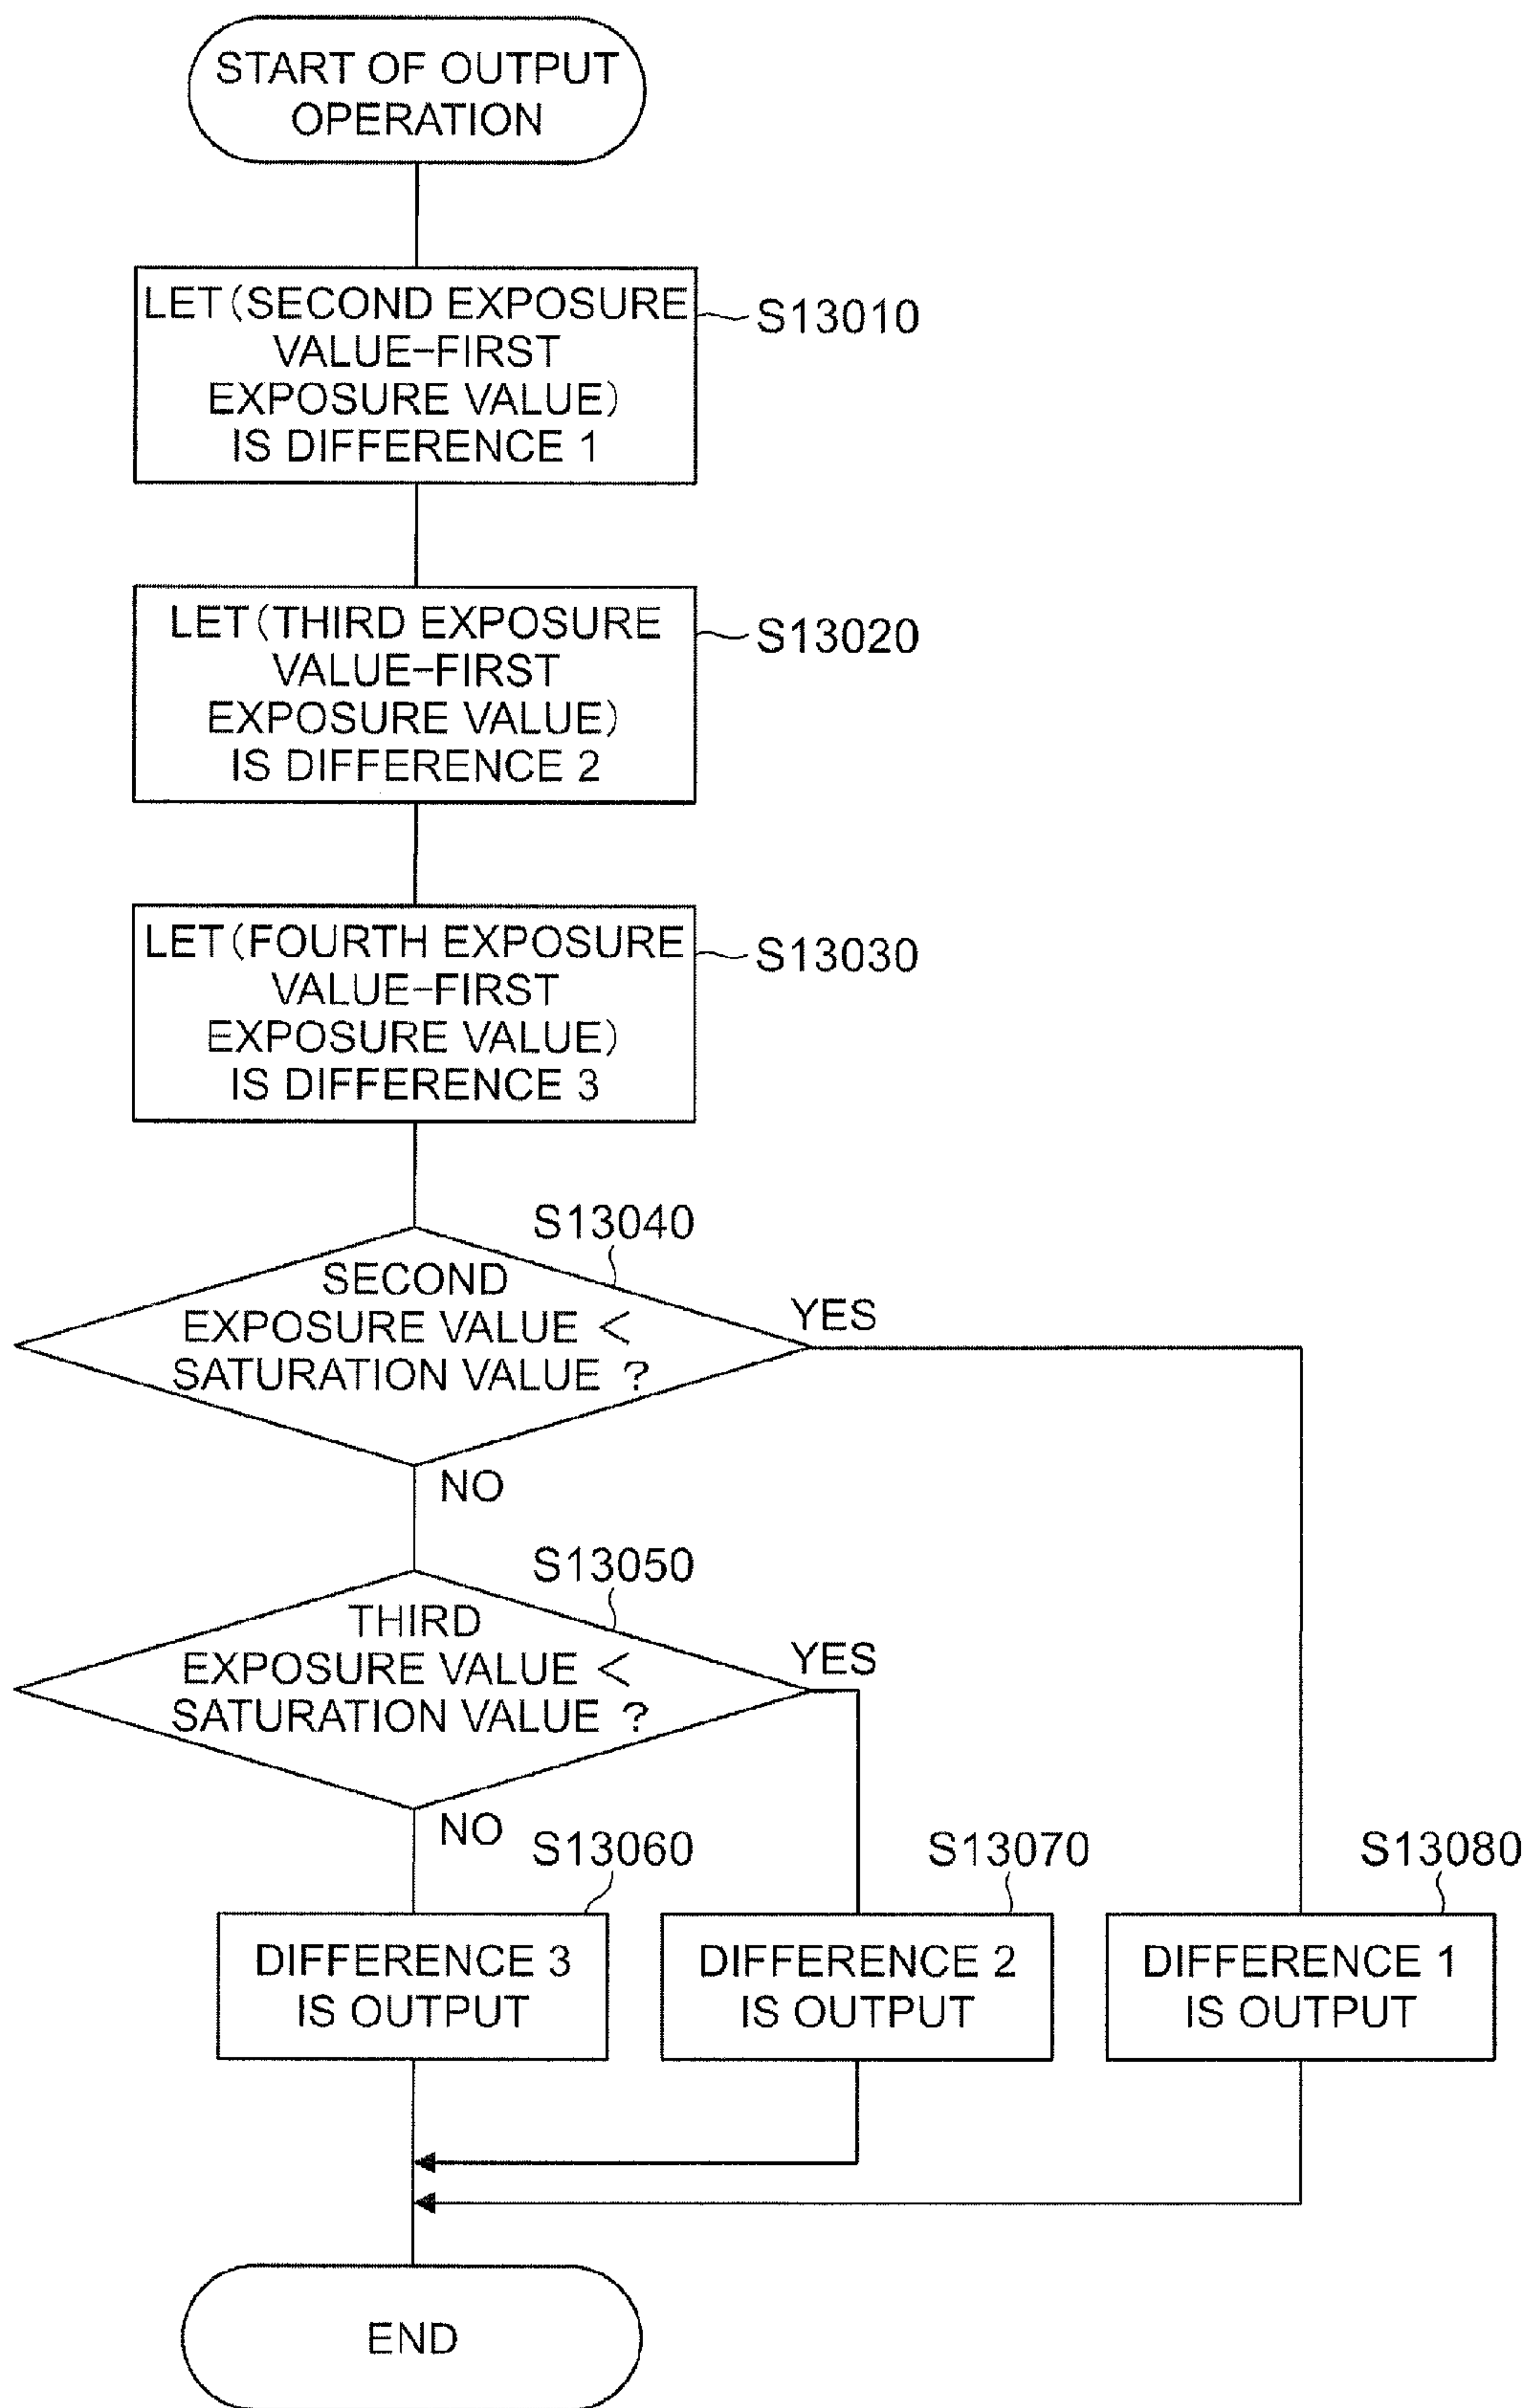 START OF OUTPUT
OPERATION
LET(SECOND EXPOSURE
VALUE-FIRST
EXPOSURE VALUE)
IS DIFFERENCE 1
S13010
LET(THIRD EXPOSURE
VALUE-FIRST
EXPOSURE VALUE)
IS DIFFERENCE 2
S13020
LET(FOURTH EXPOSURE
VALUE-FIRST
EXPOSURE VALUE)
IS DIFFERENCE 3
S13030
S13040
SECOND
EXPOSURE VALUE <
SATURATION VALUE ?
YES
NO
S13050
THIRD
EXPOSURE VALUE <
SATURATION VALUE ?
YES
NO
S13060
DIFFERENCE 3
IS OUTPUT
S13070
DIFFERENCE 2
IS OUTPUT
S13080
DIFFERENCE 1
IS OUTPUT
END